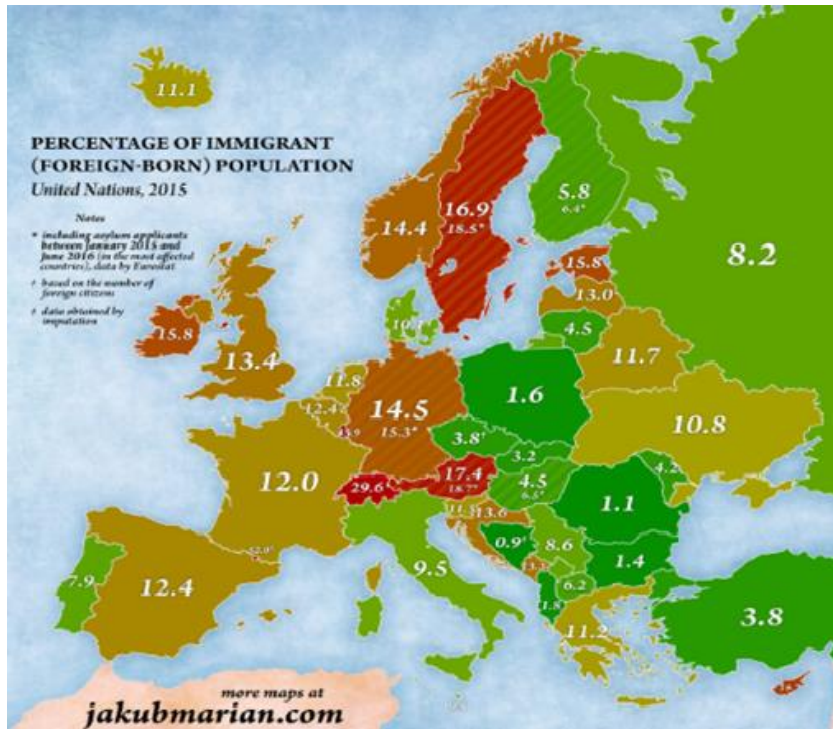 11.1
PERCENTAGE OF IMMIGRANT
(FOREIGN-BORN) POPULATION
United Nations, 2015
Notes
* including asylum applicants
between January 2015 and
June 2016 (in the most affected
countries), data by Eurostat
† based on the number of
foreign citizens
‡ data obtained by
imputation
14.4
16.9
18.5*
5.8
6.4*
8.2
15.8
13.0
4.5
11.7
10.1
15.8
13.4
11.8
12.4
14.5
15.3*
1.6
10.8
3.8†
3.2
4.2
12.0
29.6
17.4
18.7*
4.5
6.5*
1.1
13.6
0.9†
8.6
1.4
6.2
1.8
7.9
12.4
9.5
11.2
3.8
more maps at
jakubmarian.com